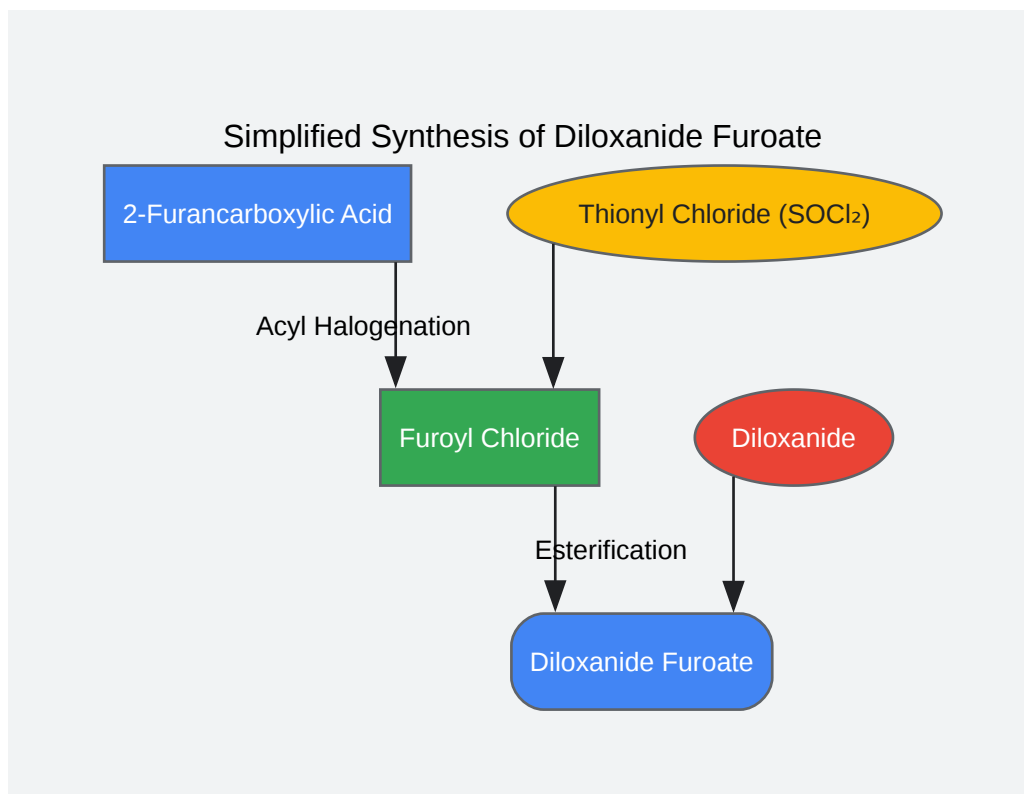 Simplified Synthesis of Diloxanide Furoate
2-Furancarboxylic Acid
Thionyl Chloride (SOCl₂)
Acyl Halogenation
Furoyl Chloride
Diloxanide
Esterification
Diloxanide Furoate